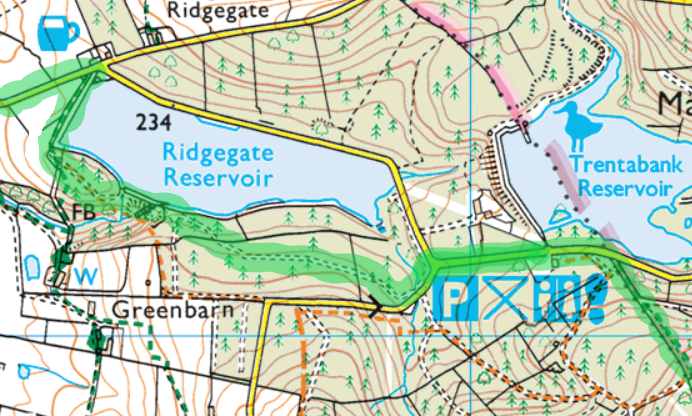 Ridgegate
234
Ridgegate
Reservoir
Ma
Trentabank
Reservoir
FB
W
Greenbarn
P
i